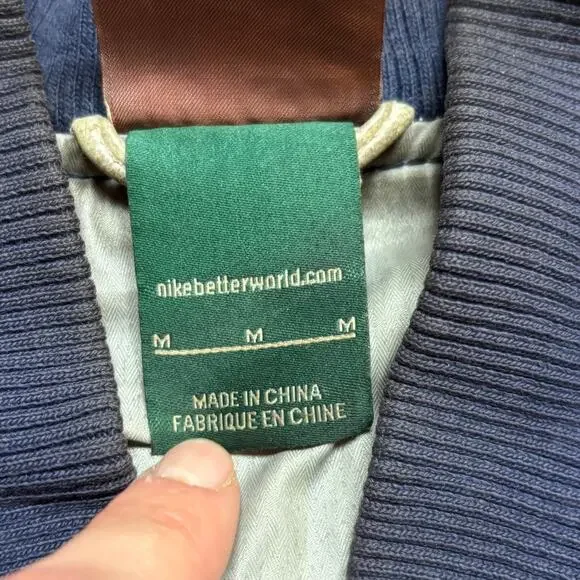 nikebetterworld.com
M M M
MADE IN CHINA
FABRIQUE EN CHINE